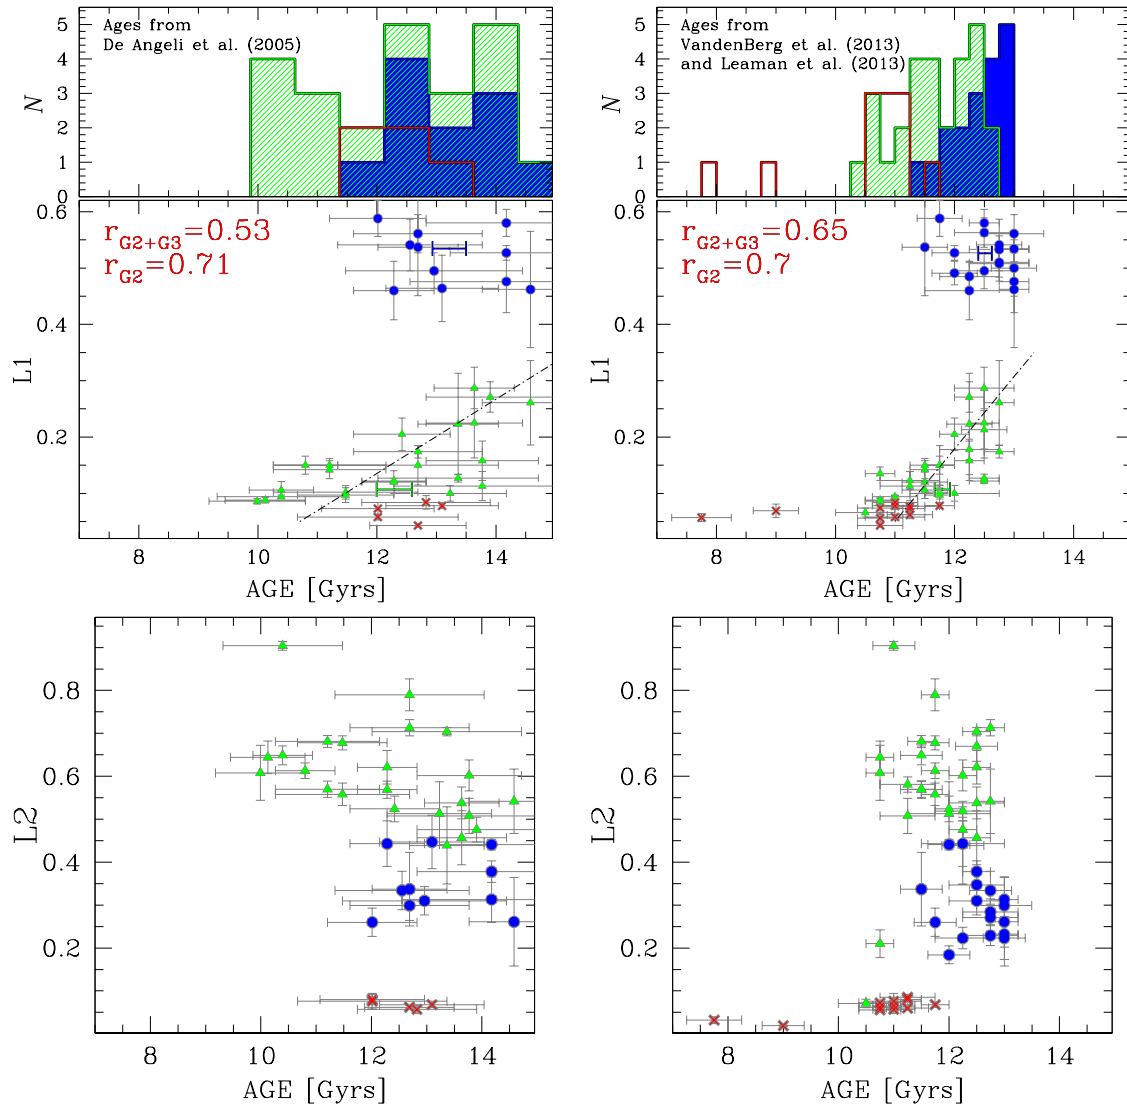 5
4
3
2
1
0
N
Ages from
De Angeli et al. (2005)
5
4
3
2
1
0
N
Ages from
VandenBerg et al. (2013)
and Leaman et al. (2013)
0.6
0.4
0.2
L1
r_G2+G3=0.53
r_G2=0.71
8 10 12 14
AGE [Gyrs]
0.6
0.4
0.2
L1
r_G2+G3=0.65
r_G2=0.7
8 10 12 14
AGE [Gyrs]
0.8
0.6
0.4
0.2
L2
8 10 12 14
AGE [Gyrs]
0.8
0.6
0.4
0.2
L2
8 10 12 14
AGE [Gyrs]